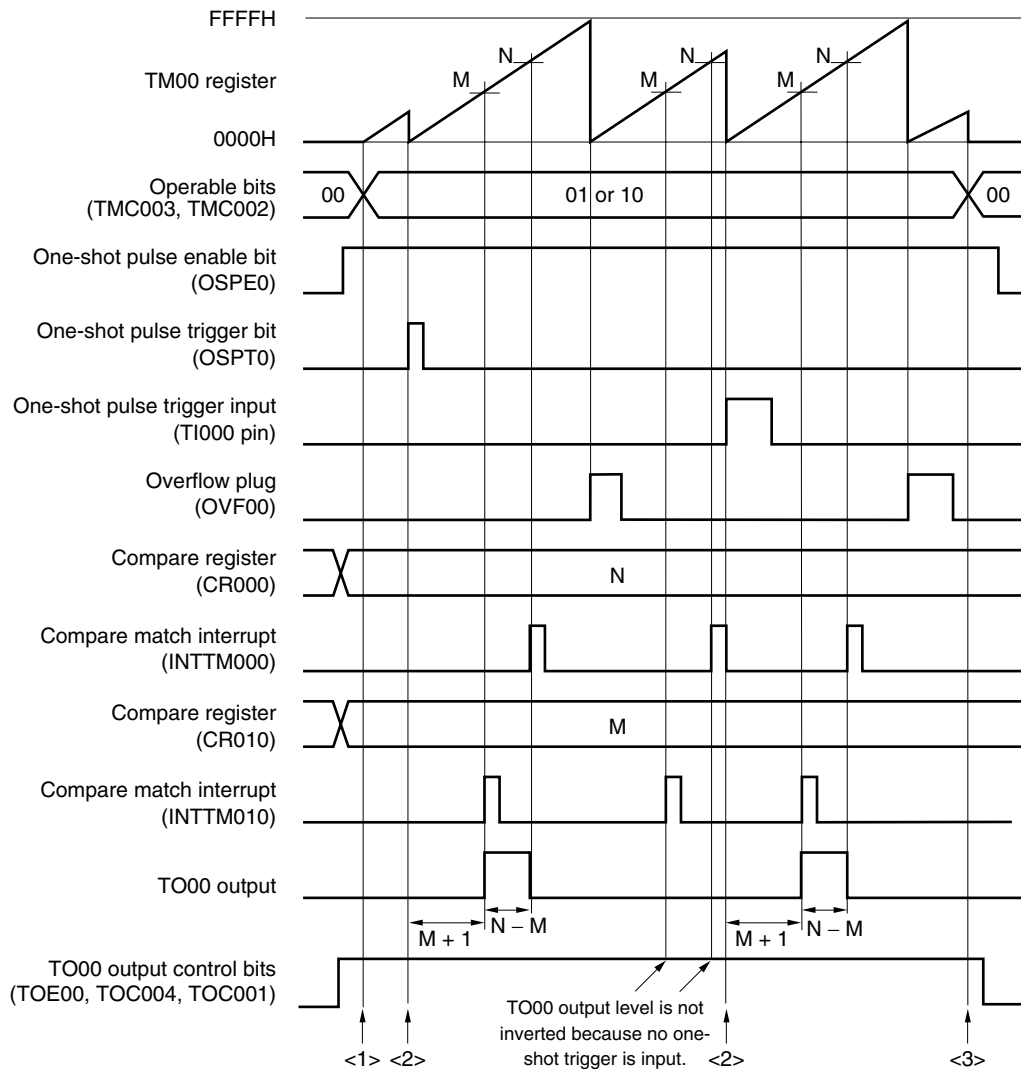 FFFFH
TM00 register
0000H
M
N
M
N
M
N
Operable bits
(TMC003, TMC002)
00
01 or 10
00
One-shot pulse enable bit
(OSPE0)
One-shot pulse trigger bit
(OSPT0)
One-shot pulse trigger input
(TI000 pin)
Overflow plug
(OVF00)
Compare register
(CR000)
N
Compare match interrupt
(INTTM000)
Compare register
(CR010)
M
Compare match interrupt
(INTTM010)
TO00 output
M + 1
N – M
M + 1
N – M
TO00 output control bits
(TOE00, TOC004, TOC001)
TO00 output level is not
inverted because no one-
shot trigger is input.
<1> <2> <2> <3>